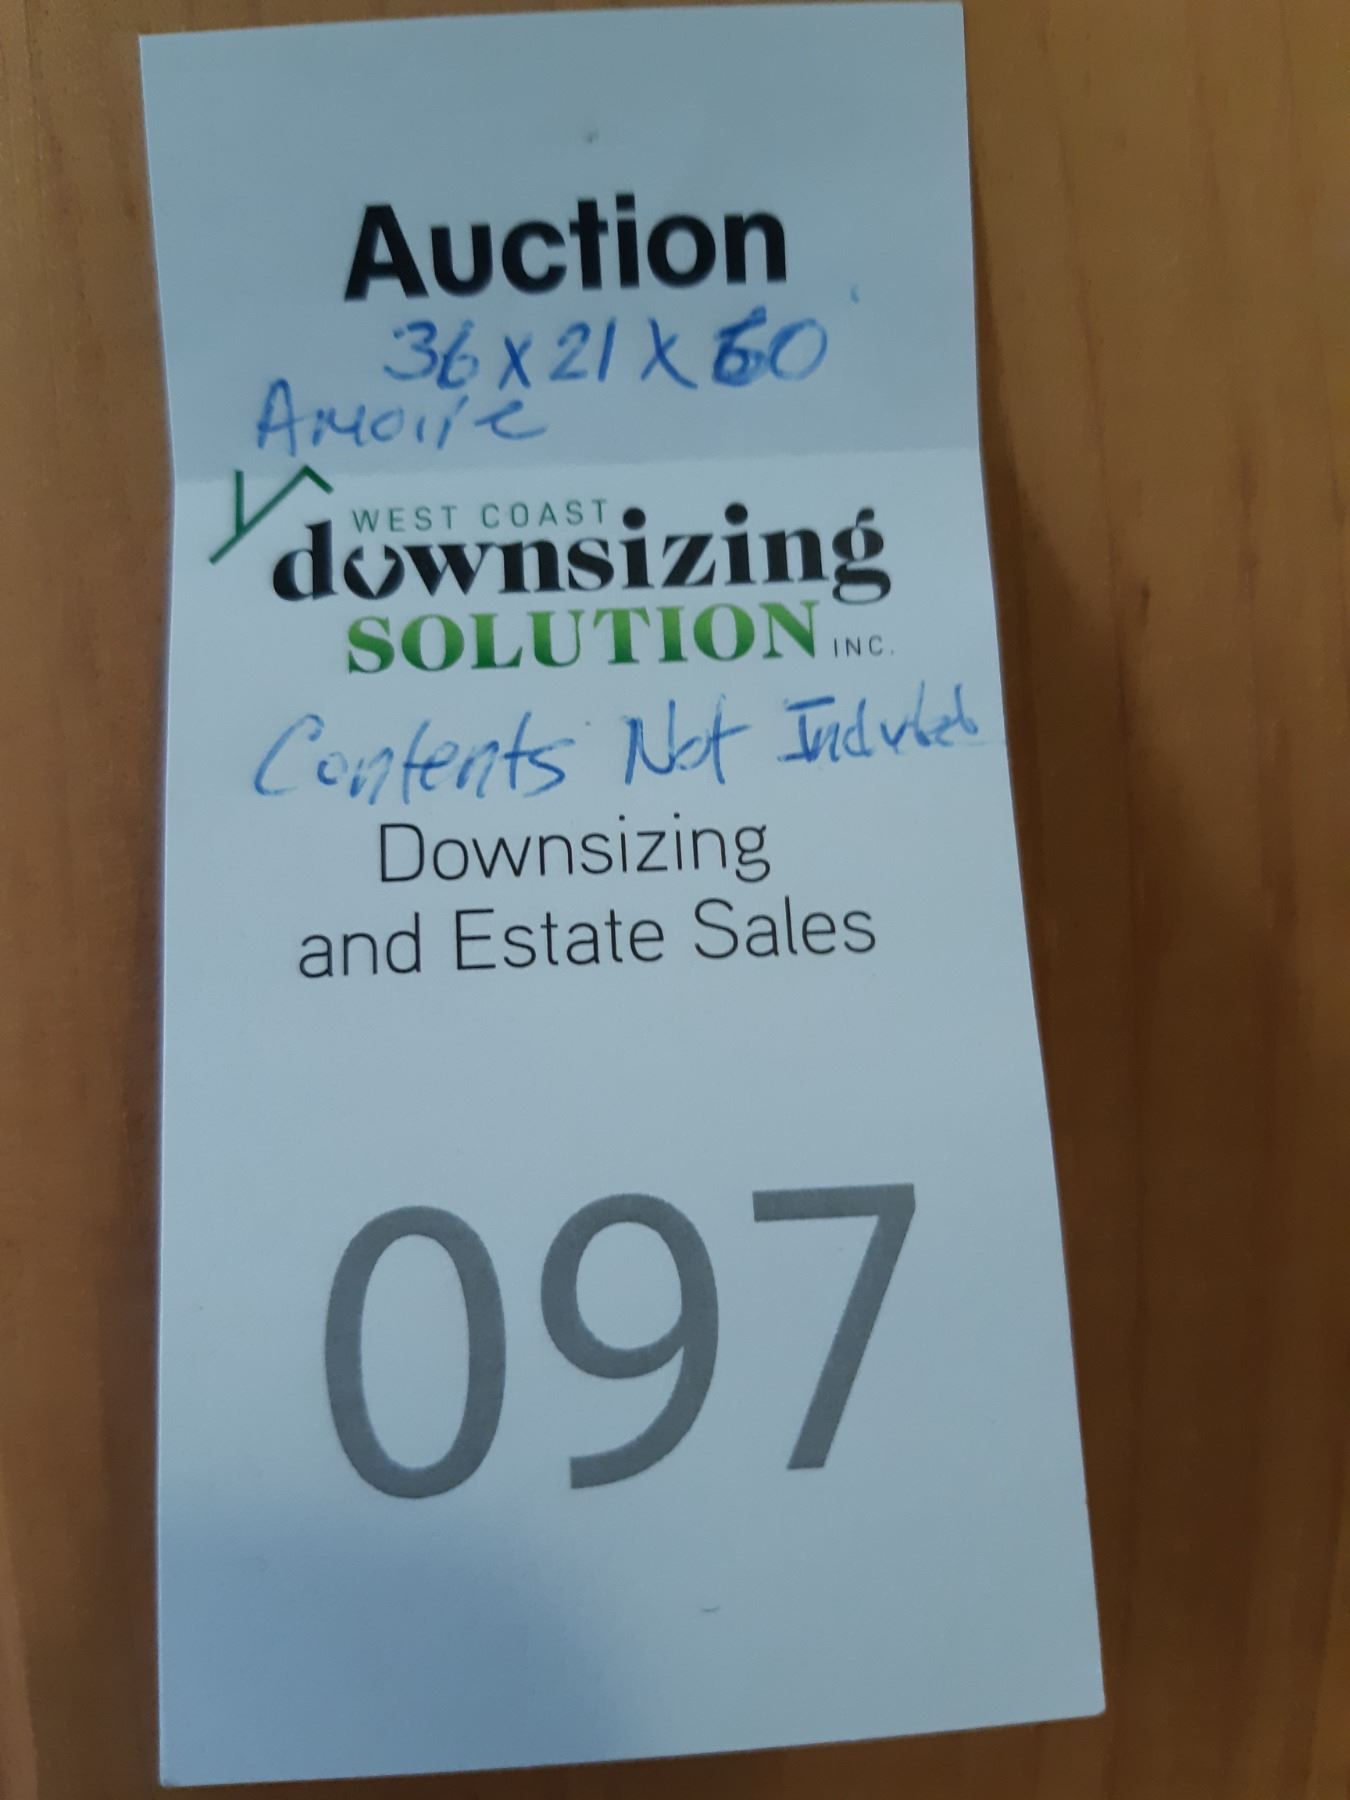 Auction
36 x 21 x 60
Amoire
WEST COAST
downsizing
SOLUTION INC.
Contents Not Included
Downsizing
and Estate Sales
097